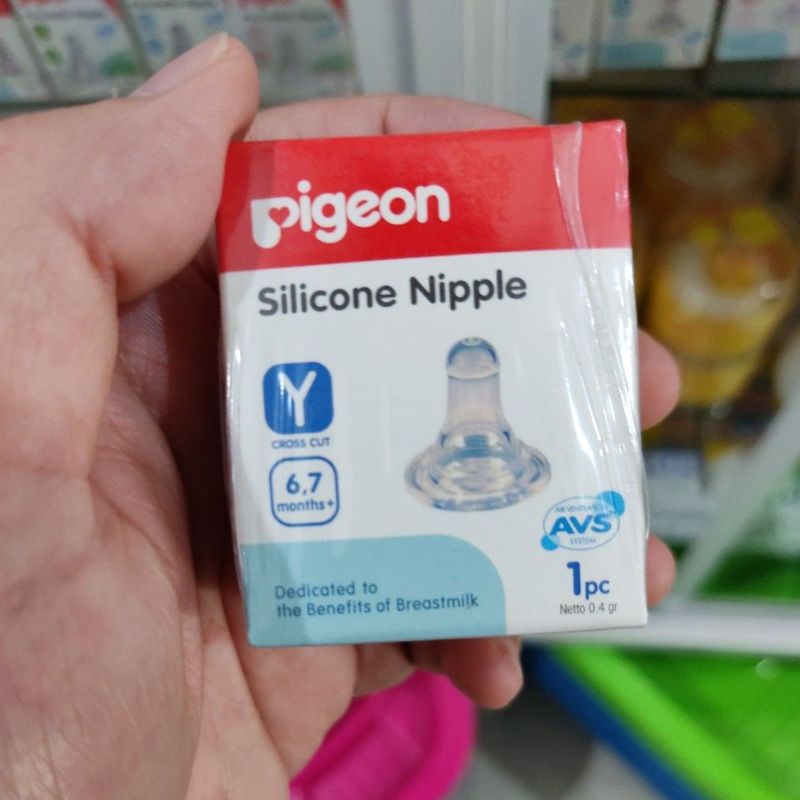 pigeon
Silicone Nipple
Y
CROSS CUT
6,7
months+
AIR VENTILATION
AVS
SYSTEM
1pc
Netto 0.4 gr
Dedicated to
the Benefits of Breastmilk